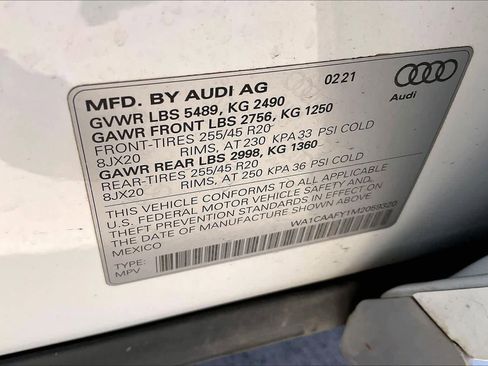 MFD. BY AUDI AG 02 21
Audi
GVWR LBS 5489, KG 2490
GAWR FRONT LBS 2756, KG 1250
FRONT-TIRES 255/45 R20
8JX20 RIMS, AT 230 KPA 33 PSI COLD
GAWR REAR LBS 2998, KG 1360
REAR-TIRES 255/45 R20
8JX20 RIMS, AT 250 KPA 36 PSI COLD
THIS VEHICLE CONFORMS TO ALL APPLICABLE
U.S. FEDERAL MOTOR VEHICLE SAFETY AND
THEFT PREVENTION STANDARDS IN EFFECT ON
THE DATE OF MANUFACTURE SHOWN ABOVE.
MEXICO
WA1CAAFY1M2059320
TYPE:
MPV